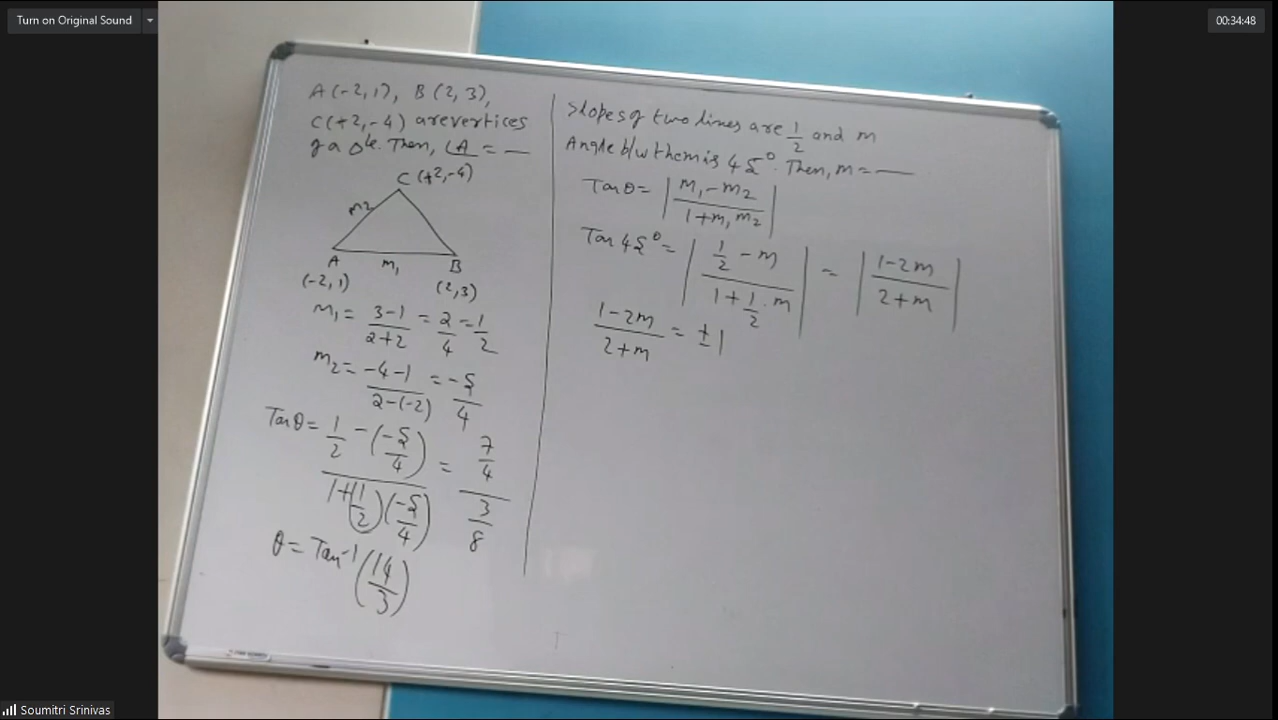 Turn on Original Sound
00:34:48
A(-2,1), B(2,3),
C(+2,-4) are vertices
of a Δle. Then, ∠A = —
C (+2,-4)
m2
A m₁ B
(-2,1) (2,3)
m₁ = 3-1/2+2 = 2/4 = 1/2
m₂ = -4-1/2-(-2) = -5/4
Tanθ = (1/2 - (-5/4))/(1+(1/2)(-5/4)) = (7/4)/(3/8)
θ = Tan⁻¹(14/3)
Slopes of two lines are 1/2 and m
Angle b/w them is 45°. Then, m = —
Tanθ = |(m₁-m₂)/(1+m₁m₂)|
Tan 45° = |(1/2 - m)/(1+1/2.m)| = |(1-2m)/(2+m)|
(1-2m)/(2+m) = ±1
Soumitri Srinivas